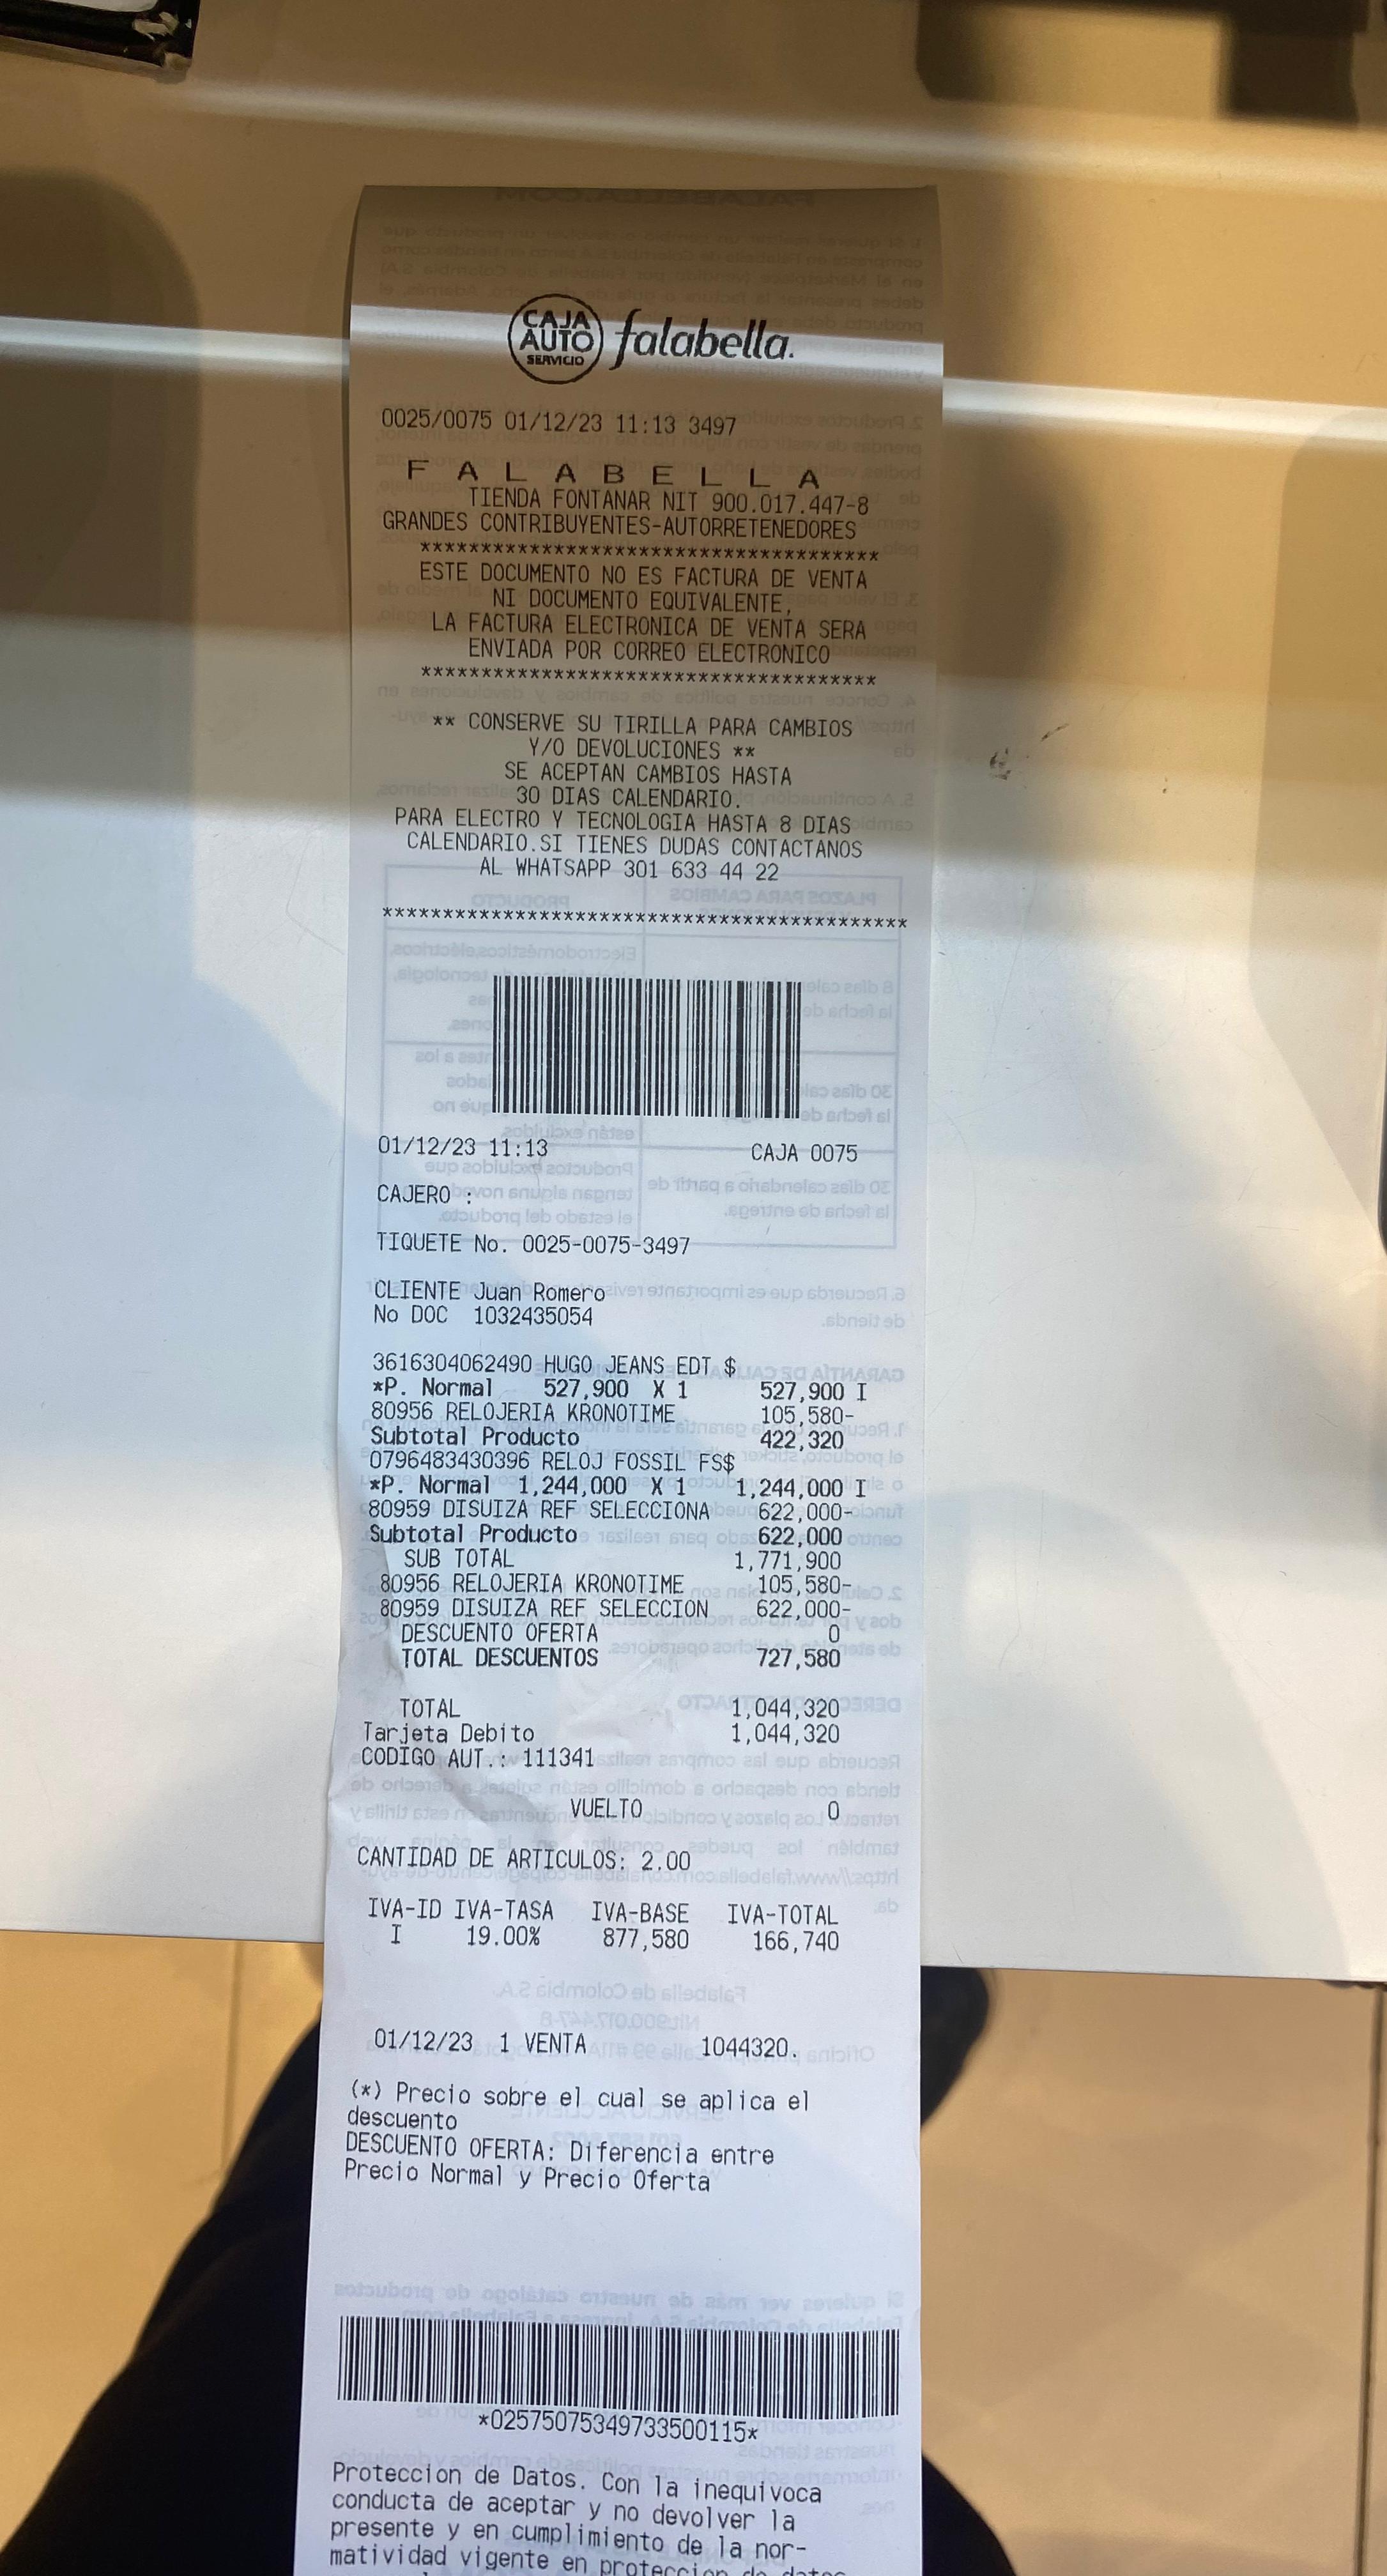 CAJA
AUTO
SERVICIO
falabella.
0025/0075 01/12/23 11:13 3497
F A L A B E L L A
TIENDA FONTANAR NIT 900.017.447-8
GRANDES CONTRIBUYENTES-AUTORRETENEDORES
**************************************
ESTE DOCUMENTO NO ES FACTURA DE VENTA
NI DOCUMENTO EQUIVALENTE,
LA FACTURA ELECTRONICA DE VENTA SERA
ENVIADA POR CORREO ELECTRONICO
**************************************
** CONSERVE SU TIRILLA PARA CAMBIOS
Y/O DEVOLUCIONES **
SE ACEPTAN CAMBIOS HASTA
30 DIAS CALENDARIO.
PARA ELECTRO Y TECNOLOGIA HASTA 8 DIAS
CALENDARIO.SI TIENES DUDAS CONTACTANOS
AL WHATSAPP 301 633 44 22
********************************************
01/12/23 11:13 CAJA 0075
CAJERO :
TIQUETE No. 0025-0075-3497
CLIENTE Juan Romero
No DOC 1032435054
3616304062490 HUGO JEANS EDT $
*P. Normal 527,900 X 1 527,900 I
80956 RELOJERIA KRONOTIME 105,580-
Subtotal Producto 422,320
0796483430396 RELOJ FOSSIL FS$
*P. Normal 1,244,000 X 1 1,244,000 I
80959 DISUIZA REF SELECCIONA 622,000-
Subtotal Producto 622,000
SUB TOTAL 1,771,900
80956 RELOJERIA KRONOTIME 105,580-
80959 DISUIZA REF SELECCION 622,000-
DESCUENTO OFERTA 0
TOTAL DESCUENTOS 727,580
TOTAL 1,044,320
Tarjeta Debito 1,044,320
CODIGO AUT.: 111341
VUELTO 0
CANTIDAD DE ARTICULOS: 2.00
IVA-ID IVA-TASA IVA-BASE IVA-TOTAL
I 19.00% 877,580 166,740
01/12/23 1 VENTA 1044320.
(*) Precio sobre el cual se aplica el
descuento
DESCUENTO OFERTA: Diferencia entre
Precio Normal y Precio Oferta
*02575075349733500115*
Proteccion de Datos. Con la inequivoca
conducta de aceptar y no devolver la
presente y en cumplimiento de la nor-
matividad vigente en proteccion de datos